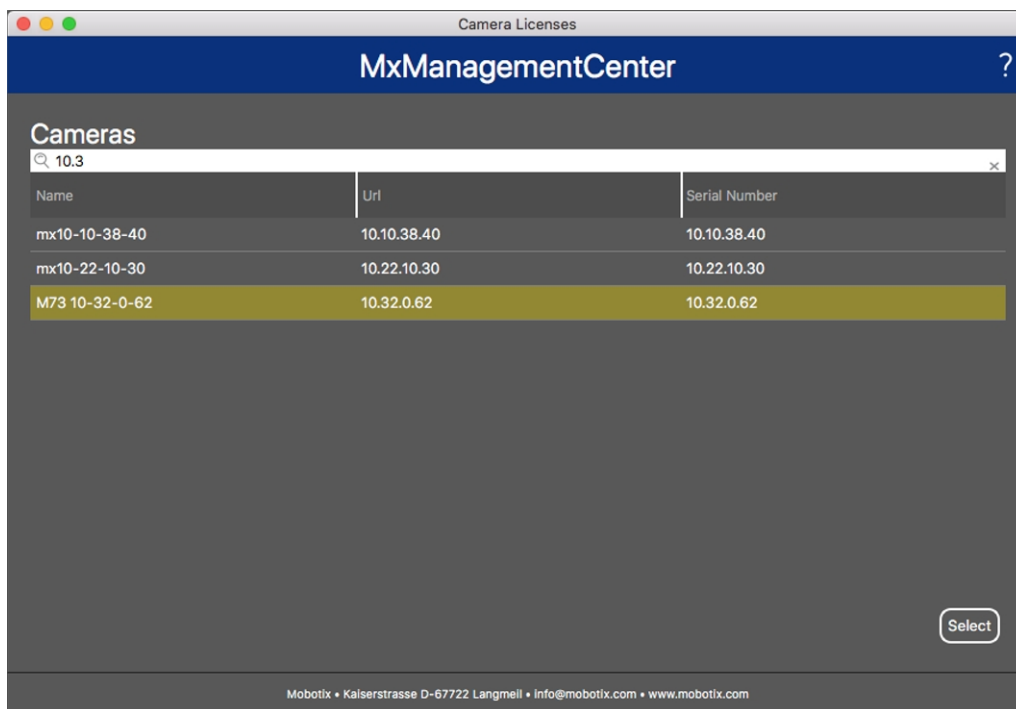 Camera Licenses
MxManagementCenter ?
Cameras
10.3 ×
Name Url Serial Number
mx10-10-38-40 10.10.38.40 10.10.38.40
mx10-22-10-30 10.22.10.30 10.22.10.30
M73 10-32-0-62 10.32.0.62 10.32.0.62
Select
Mobotix • Kaiserstrasse D-67722 Langmeil • info@mobotix.com • www.mobotix.com